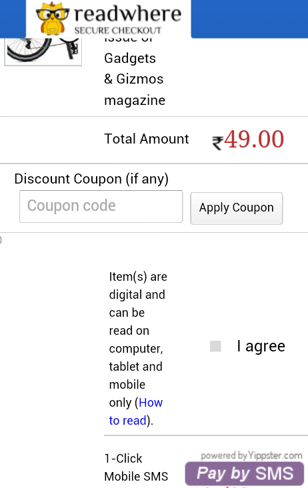 readwhere
SECURE CHECKOUT
issue of
Gadgets
& Gizmos
magazine
Total Amount ₹49.00
Discount Coupon (if any)
Coupon code Apply Coupon
Item(s) are
digital and
can be
read on
computer,
tablet and
mobile
only (How
to read).
I agree
1-Click
Mobile SMS
powered by Yippster.com
Pay by SMS